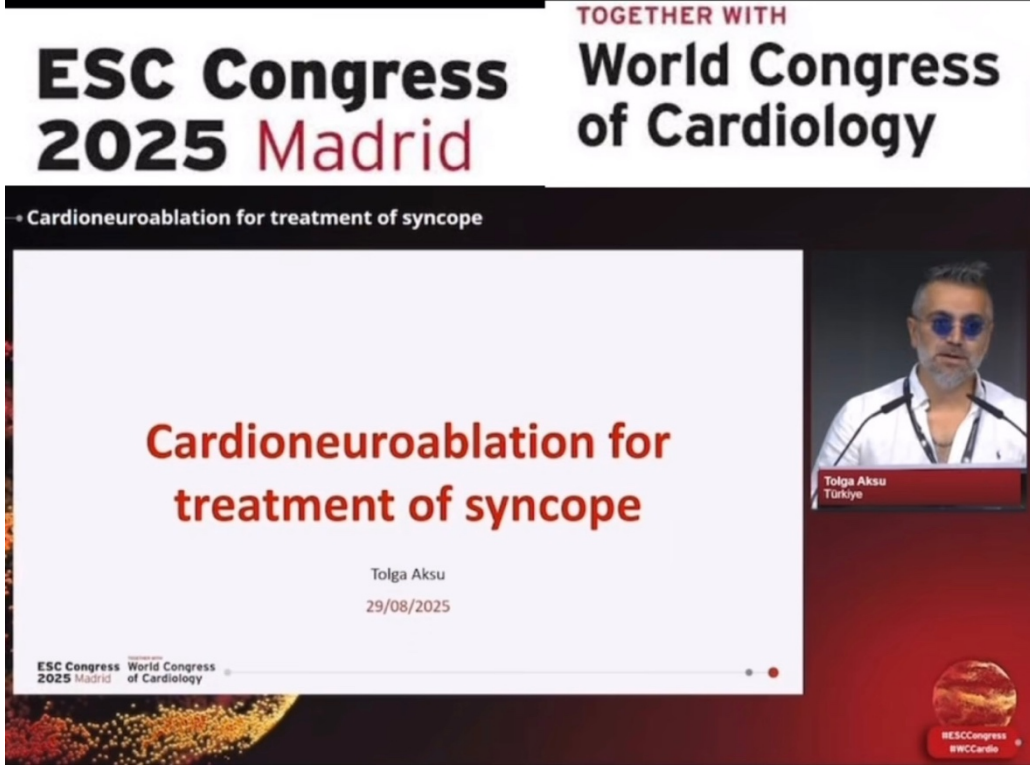 ESC Congress
2025 Madrid
TOGETHER WITH
World Congress
of Cardiology
Cardioneuroablation for treatment of syncope
Cardioneuroablation for
treatment of syncope
Tolga Aksu
29/08/2025
ESC Congress
2025 Madrid
TOGETHER WITH
World Congress
of Cardiology
Tolga Aksu
Türkiye
#ESCCongress
#WCCardio